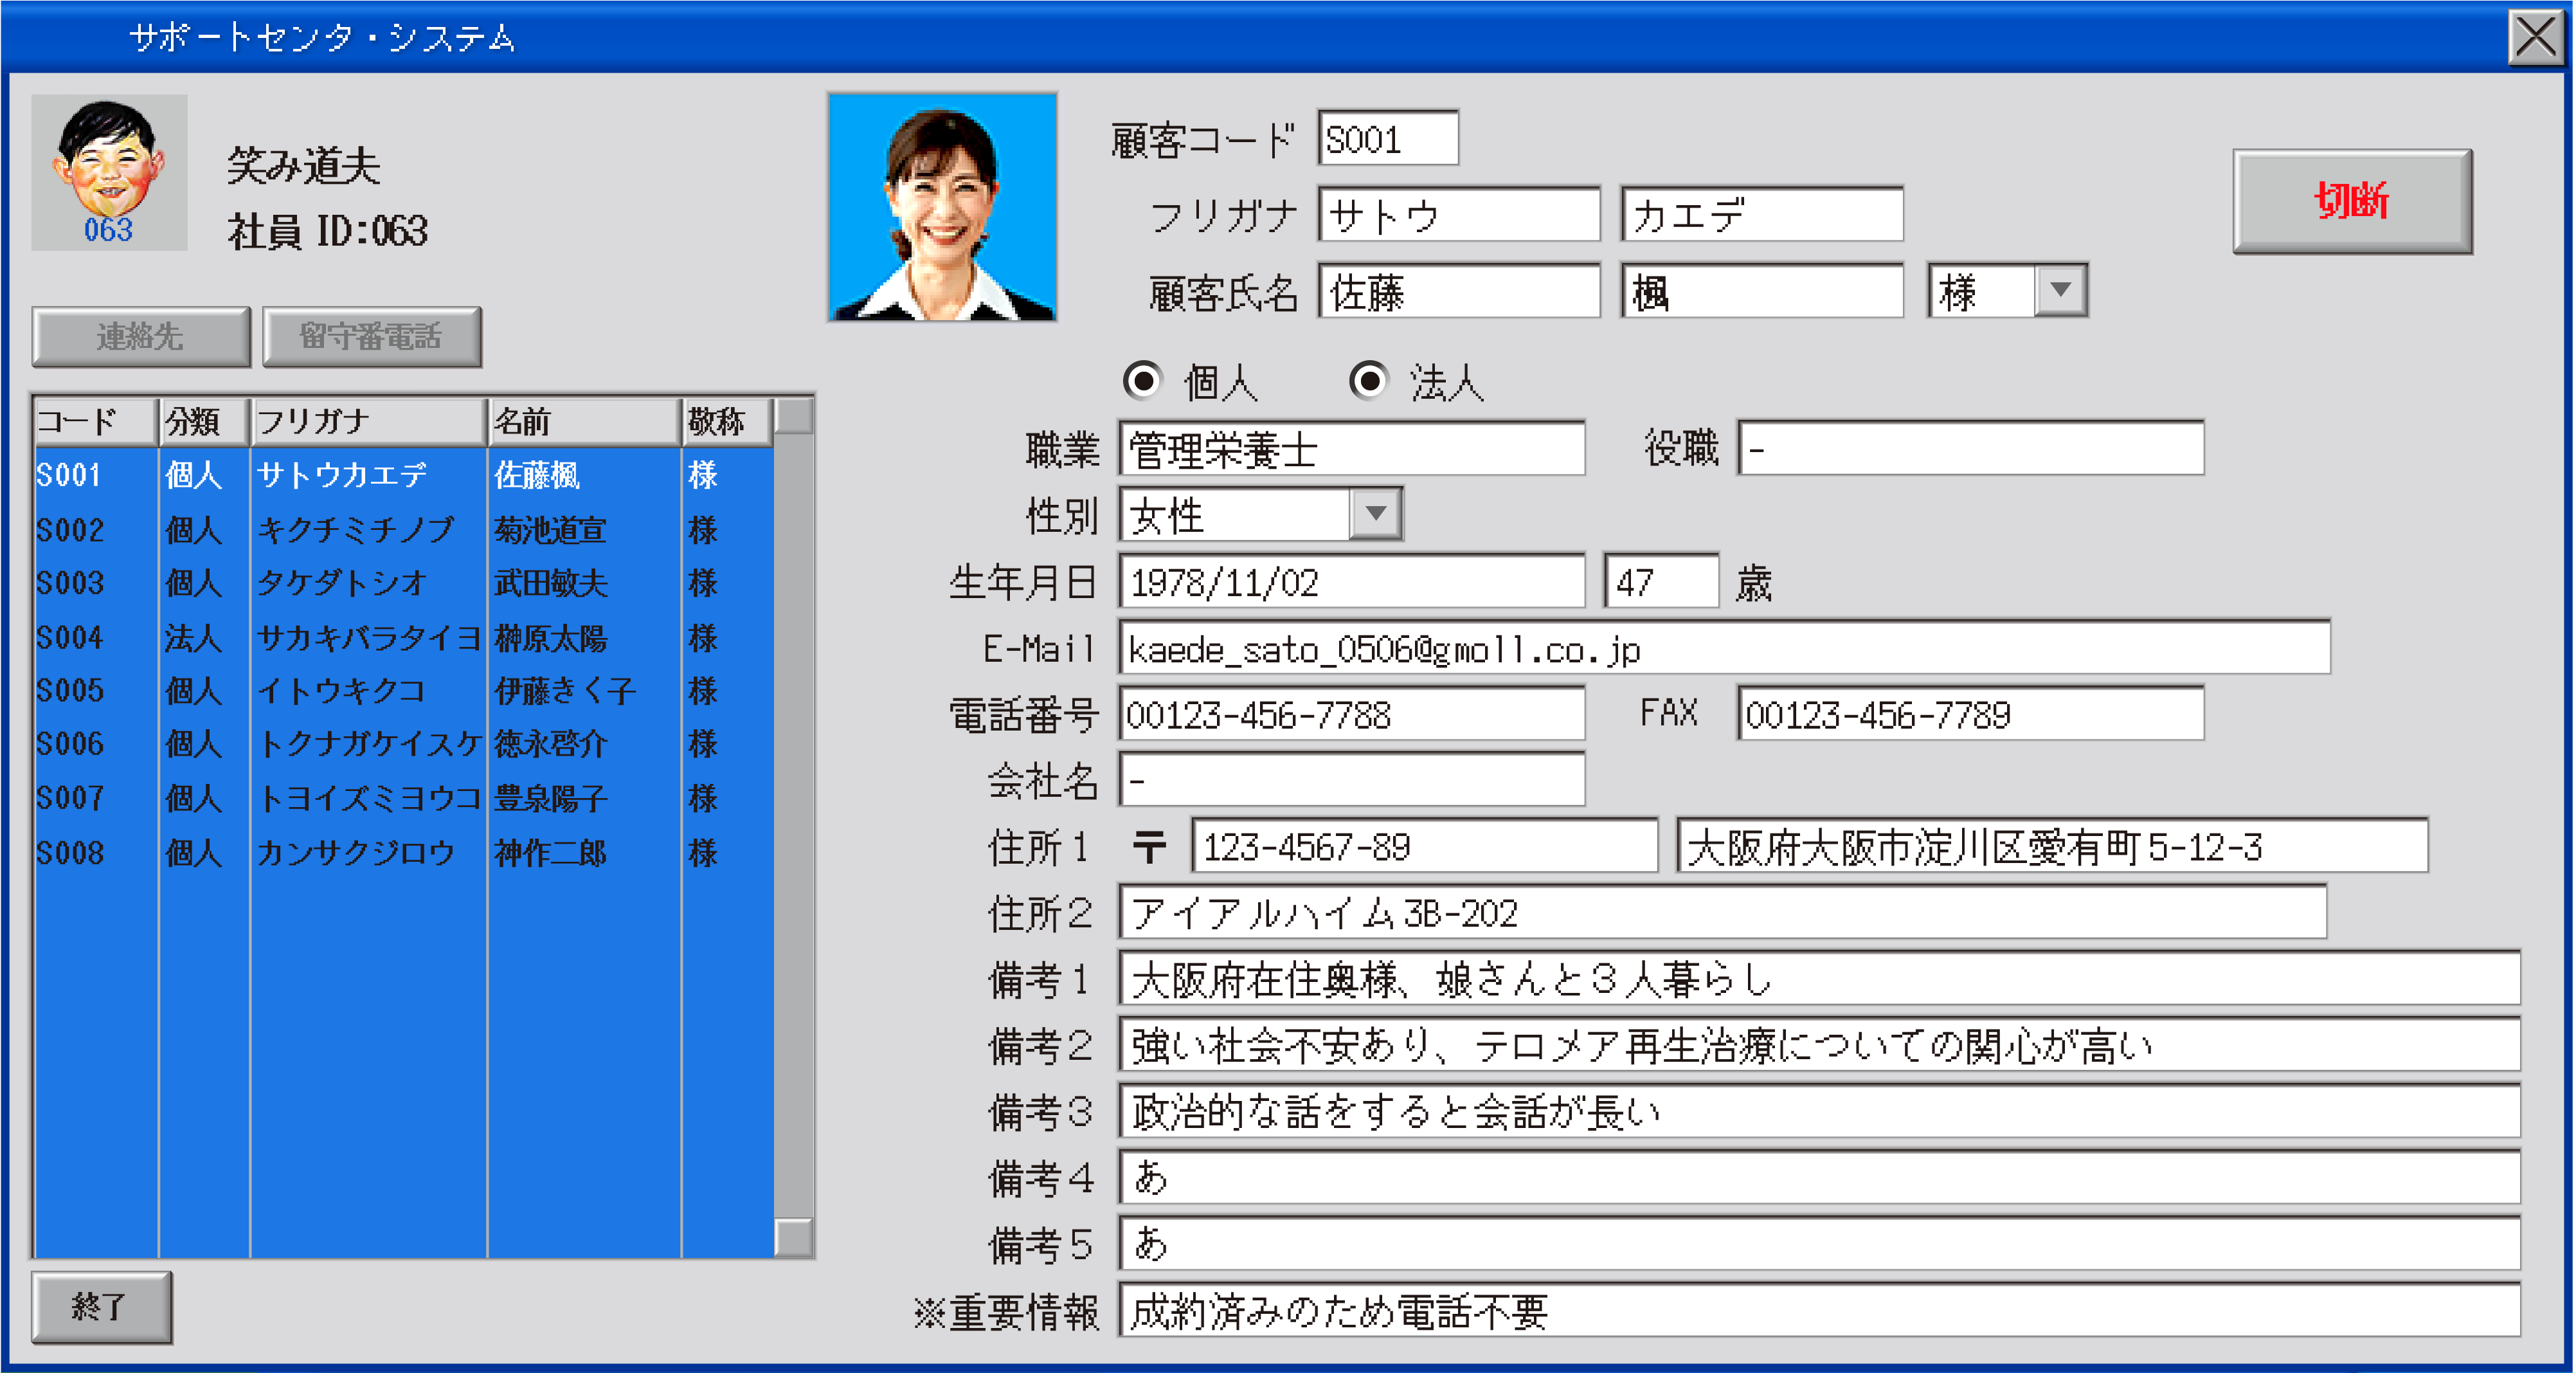 サポートセンタ・システム
063
笑み道夫
社員 ID:063
連絡先 留守番電話
コード 分類 フリガナ 名前 敬称
S001 個人 サトウカエデ 佐藤楓 様
S002 個人 キクチミチノブ 菊池道宣 様
S003 個人 タケダトシオ 武田敏夫 様
S004 法人 サカキバラタイヨ 榊原太陽 様
S005 個人 イトウキクコ 伊藤きく子 様
S006 個人 トクナガケイスケ 徳永啓介 様
S007 個人 トヨイズミヨウコ 豊泉陽子 様
S008 個人 カンサクジロウ 神作二郎 様
終了
顧客コード S001
フリガナ サトウ カエデ
顧客氏名 佐藤 楓 様
切断
個人 法人
職業 管理栄養士 役職 -
性別 女性
生年月日 1978/11/02 47 歳
E-Mail kaede_sato_0506@gmoll.co.jp
電話番号 00123-456-7788 FAX 00123-456-7789
会社名 -
住所1 〒 123-4567-89 大阪府大阪市淀川区愛有町5-12-3
住所2 アイアルハイム3B-202
備考1 大阪府在住奥様、娘さんと3人暮らし
備考2 強い社会不安あり、テロメア再生治療についての関心が高い
備考3 政治的な話をすると会話が長い
備考4 あ
備考5 あ
※重要情報 成約済みのため電話不要